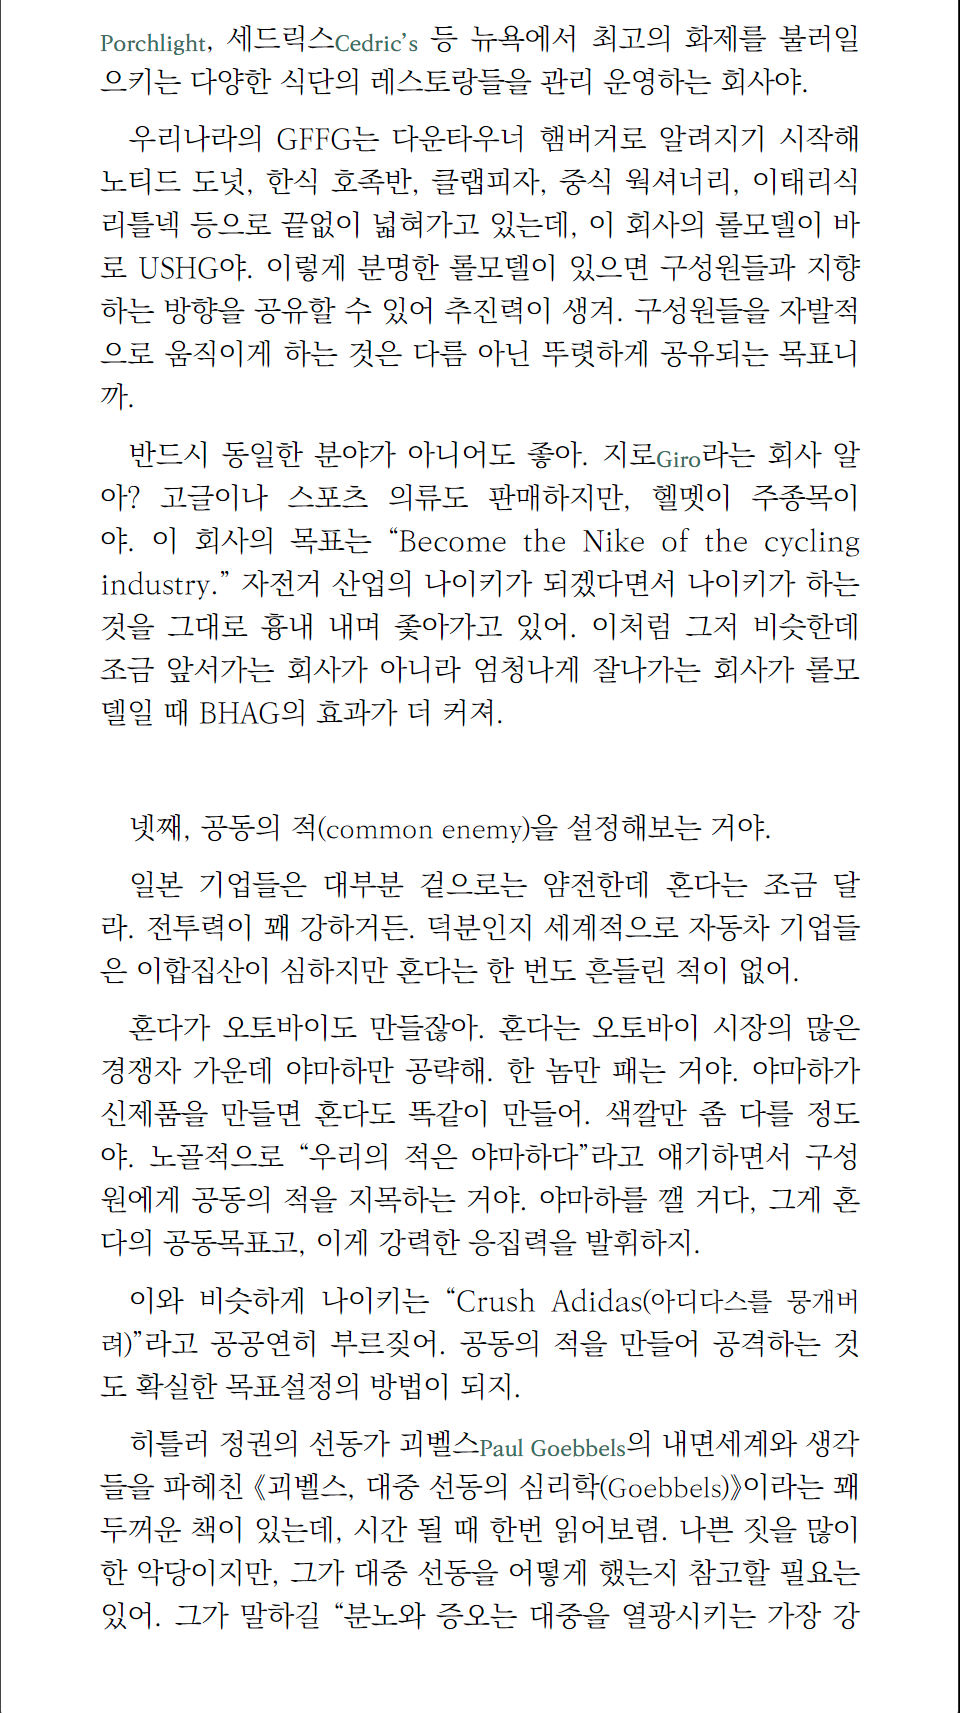 Porchlight, 세드릭스Cedric’s 등 뉴욕에서 최고의 화제를 불러일
으키는 다양한 식단의 레스토랑들을 관리 운영하는 회사야.
우리나라의 GFFG는 다운타우너 햄버거로 알려지기 시작해
노티드 도넛, 한식 호족반, 클랩피자, 중식 웍셔너리, 이태리식
리틀넥 등으로 끝없이 넓혀가고 있는데, 이 회사의 롤모델이 바
로 USHG야. 이렇게 분명한 롤모델이 있으면 구성원들과 지향
하는 방향을 공유할 수 있어 추진력이 생겨. 구성원들을 자발적
으로 움직이게 하는 것은 다름 아닌 뚜렷하게 공유되는 목표니
까.
반드시 동일한 분야가 아니어도 좋아. 지로Giro라는 회사 알
아? 고글이나 스포츠 의류도 판매하지만, 헬멧이 주종목이
야. 이 회사의 목표는 “Become the Nike of the cycling
industry.” 자전거 산업의 나이키가 되겠다면서 나이키가 하는
것을 그대로 흉내 내며 좇아가고 있어. 이처럼 그저 비슷한데
조금 앞서가는 회사가 아니라 엄청나게 잘나가는 회사가 롤모
델일 때 BHAG의 효과가 더 커져.
넷째, 공동의 적(common enemy)을 설정해보는 거야.
일본 기업들은 대부분 겉으로는 얌전한데 혼다는 조금 달
라. 전투력이 꽤 강하거든. 덕분인지 세계적으로 자동차 기업들
은 이합집산이 심하지만 혼다는 한 번도 흔들린 적이 없어.
혼다가 오토바이도 만들잖아. 혼다는 오토바이 시장의 많은
경쟁자 가운데 야마하만 공략해. 한 놈만 패는 거야. 야마하가
신제품을 만들면 혼다도 똑같이 만들어. 색깔만 좀 다를 정도
야. 노골적으로 “우리의 적은 야마하다”라고 얘기하면서 구성
원에게 공동의 적을 지목하는 거야. 야마하를 깰 거다, 그게 혼
다의 공동목표고, 이게 강력한 응집력을 발휘하지.
이와 비슷하게 나이키는 “Crush Adidas(아디다스를 뭉개버
려)”라고 공공연히 부르짖어. 공동의 적을 만들어 공격하는 것
도 확실한 목표설정의 방법이 되지.
히틀러 정권의 선동가 괴벨스Paul Goebbels의 내면세계와 생각
들을 파헤친 《괴벨스, 대중 선동의 심리학(Goebbels)》이라는 꽤
두꺼운 책이 있는데, 시간 될 때 한번 읽어보렴. 나쁜 짓을 많이
한 악당이지만, 그가 대중 선동을 어떻게 했는지 참고할 필요는
있어. 그가 말하길 “분노와 증오는 대중을 열광시키는 가장 강